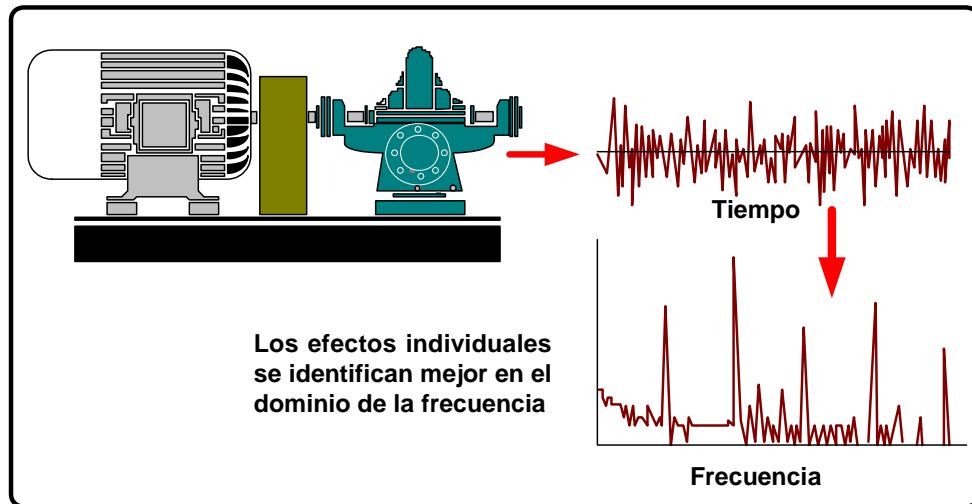 Tiempo
Los efectos individuales
se identifican mejor en el
dominio de la frecuencia
Frecuencia